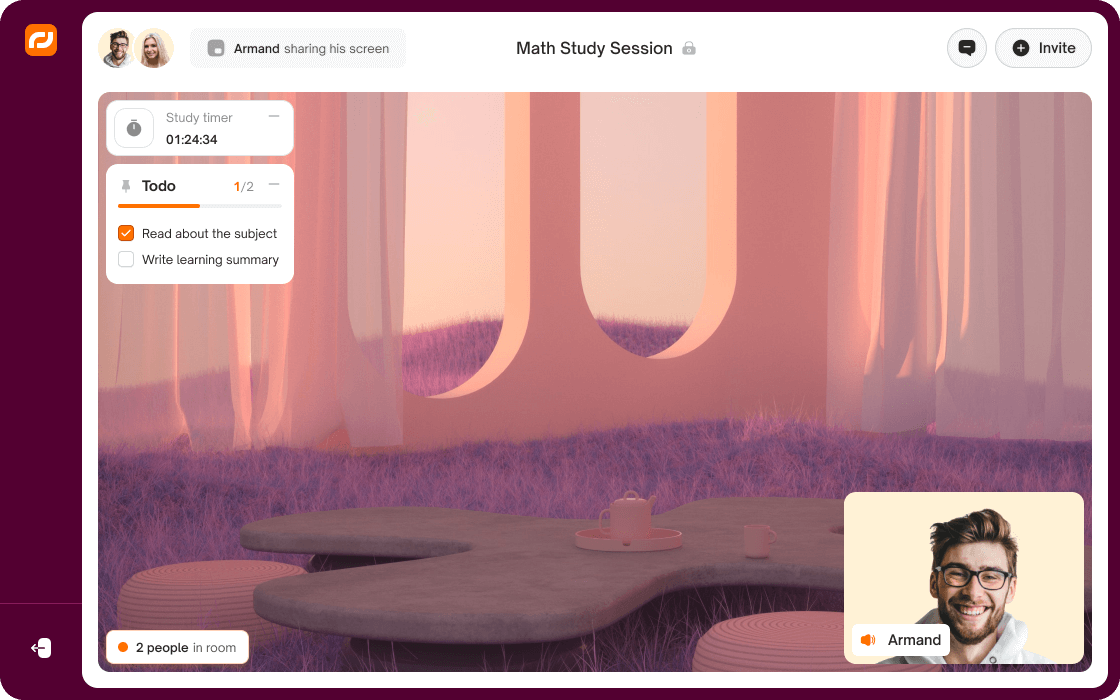 Armand sharing his screen
Math Study Session
Invite
Study timer
01:24:34
Todo
1/2
Read about the subject
Write learning summary
2 people in room
Armand